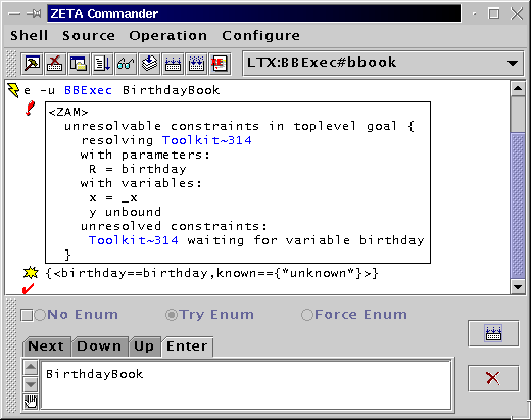 ZETA Commander
Shell Source Operation Configure
LTX:BBExec#bbook
e -u BBExec BirthdayBook
<ZAM>
unresolvable constraints in toplevel goal {
resolving Toolkit~314
with parameters:
R = birthday
with variables:
x = _x
y unbound
unresolved constraints:
Toolkit~314 waiting for variable birthday
}
{<birthday==birthday,known=={"unknown"}>}
No Enum Try Enum Force Enum
Next Down Up Enter
BirthdayBook